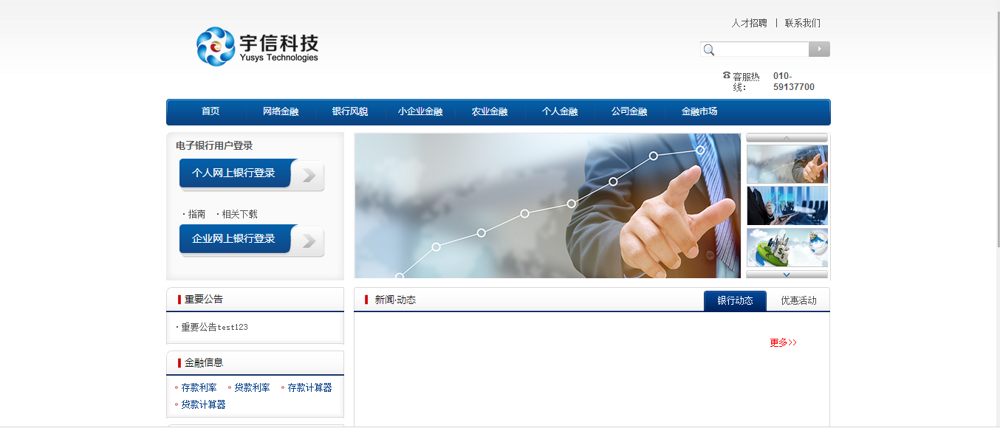 人才招聘 | 联系我们
宇信科技
Yusys Technologies
客服热线：
010-59137700
首页 网络金融 银行风貌 小企业金融 农业金融 个人金融 公司金融 金融市场
电子银行用户登录
个人网上银行登录
·指南 ·相关下载
企业网上银行登录
重要公告
·重要公告test123
金融信息
存款利率 贷款利率 存款计算器
贷款计算器
新闻·动态
银行动态 优惠活动
更多>>